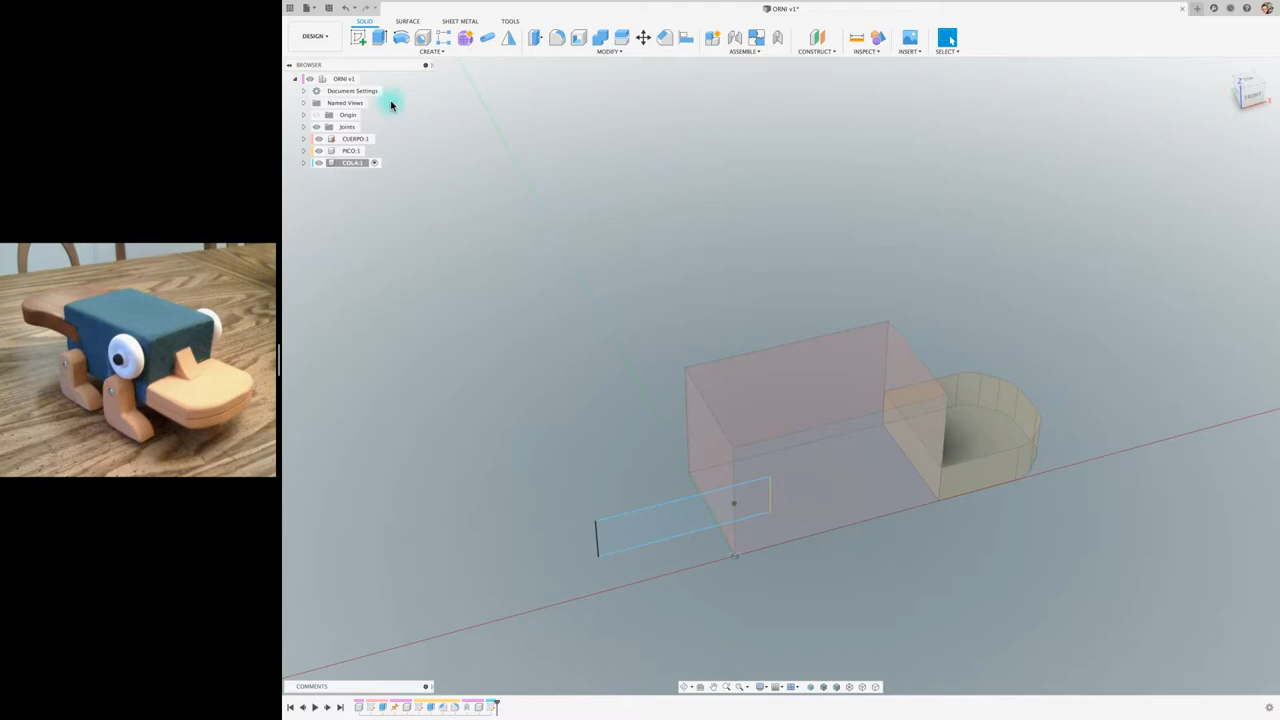 ORNI v1*
DESIGN
SOLID
SURFACE
SHEET METAL
TOOLS
CREATE
MODIFY
ASSEMBLE
CONSTRUCT
INSPECT
INSERT
SELECT
BROWSER
ORNI v1
Document Settings
Named Views
Origin
Joints
CUERPO:1
PICO:1
COLA:1
FRONT
X
COMMENTS